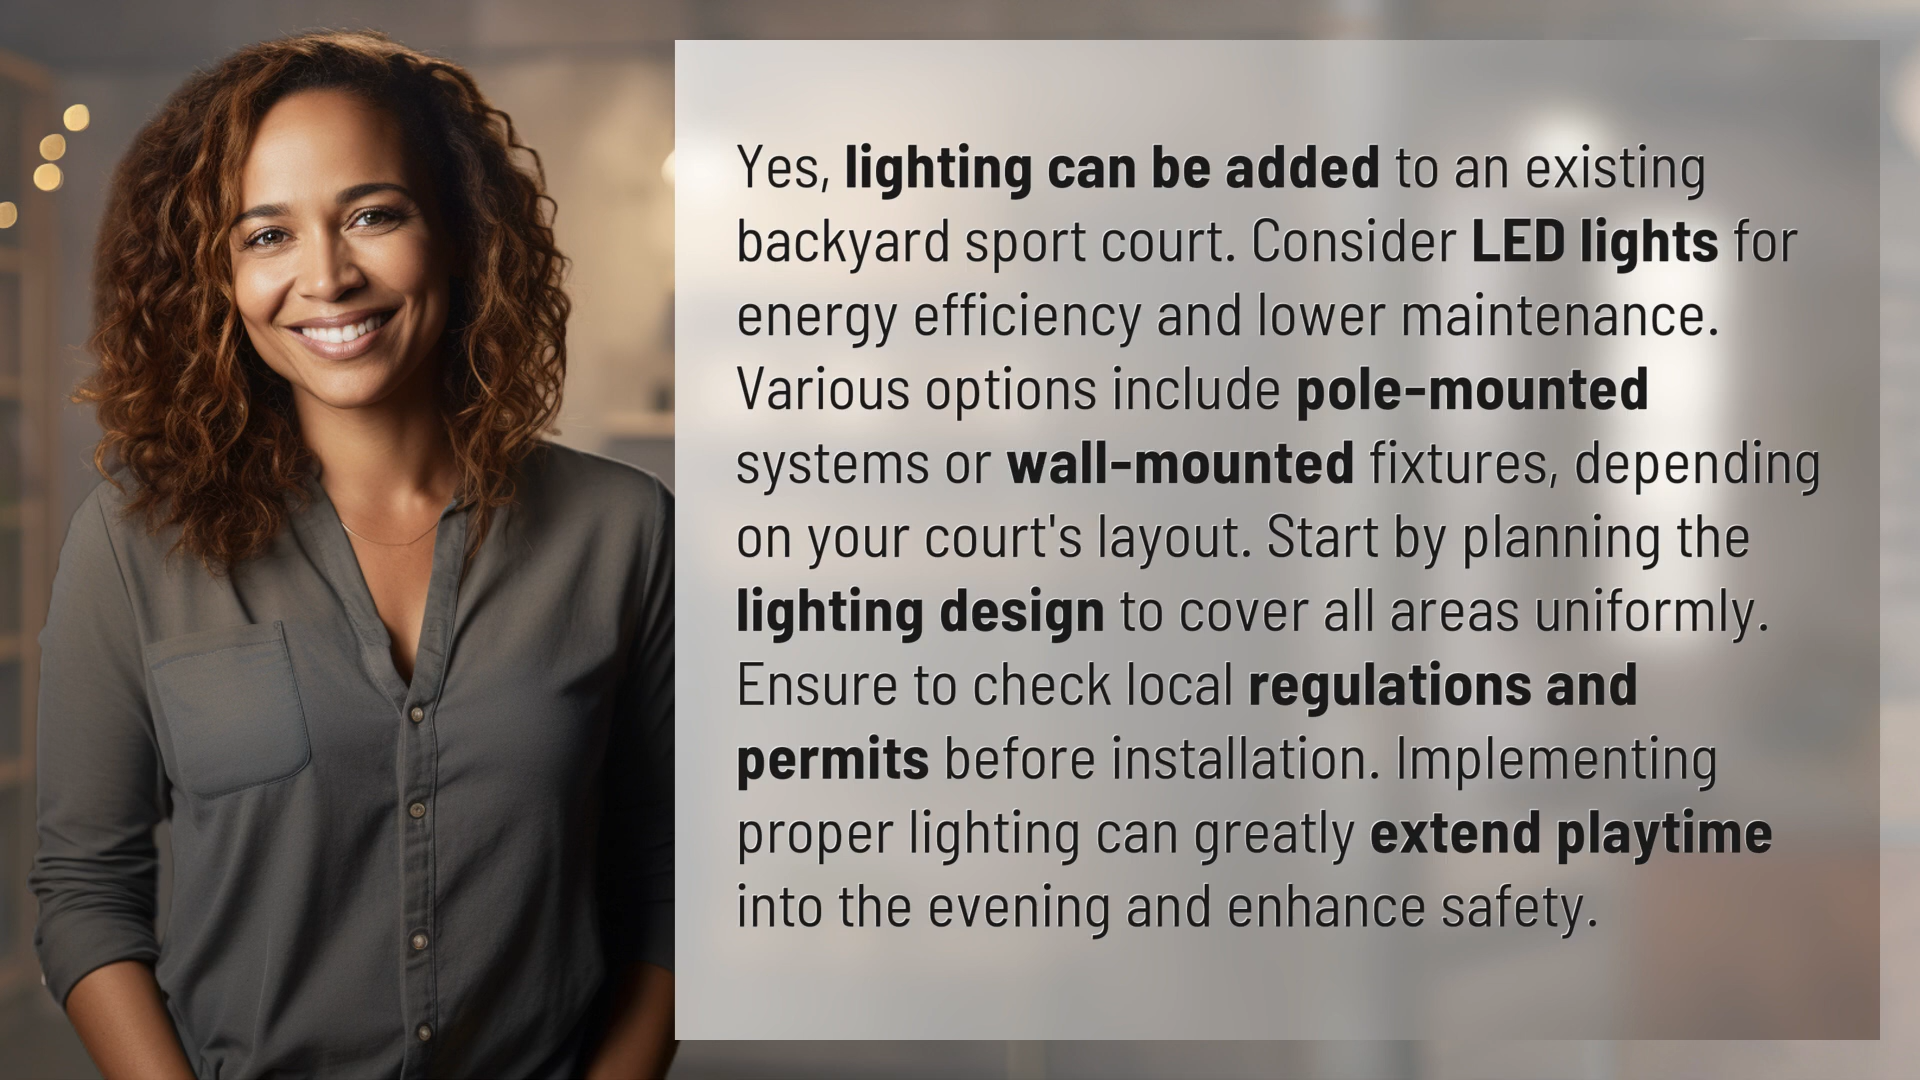 Yes, lighting can be added to an existing
backyard sport court. Consider LED lights for
energy efficiency and lower maintenance.
Various options include pole-mounted
systems or wall-mounted fixtures, depending
on your court's layout. Start by planning the
lighting design to cover all areas uniformly.
Ensure to check local regulations and
permits before installation. Implementing
proper lighting can greatly extend playtime
into the evening and enhance safety.